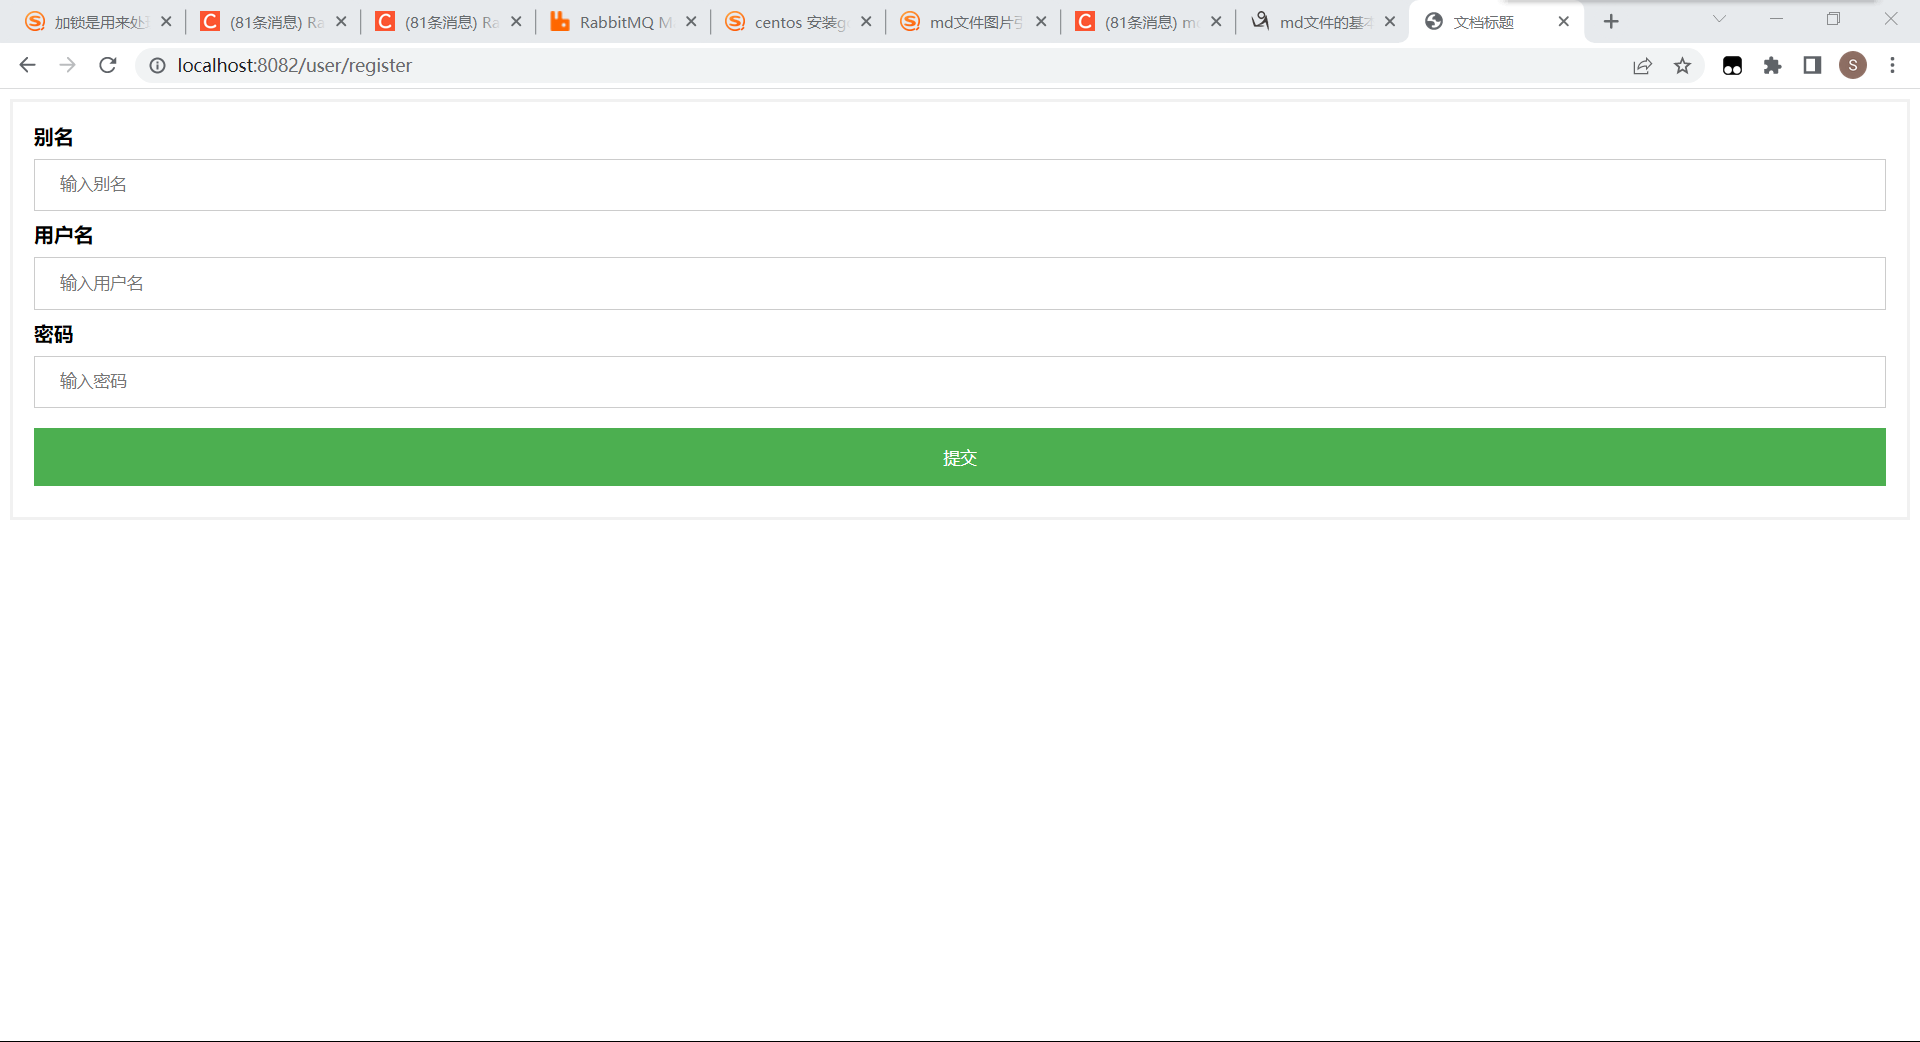 加锁是用来处
(81条消息) Ra
(81条消息) Ra
RabbitMQ M
centos 安装g
md文件图片
(81条消息) m
md文件的基本
文档标题
localhost:8082/user/register
S
别名
输入别名
用户名
输入用户名
密码
输入密码
提交